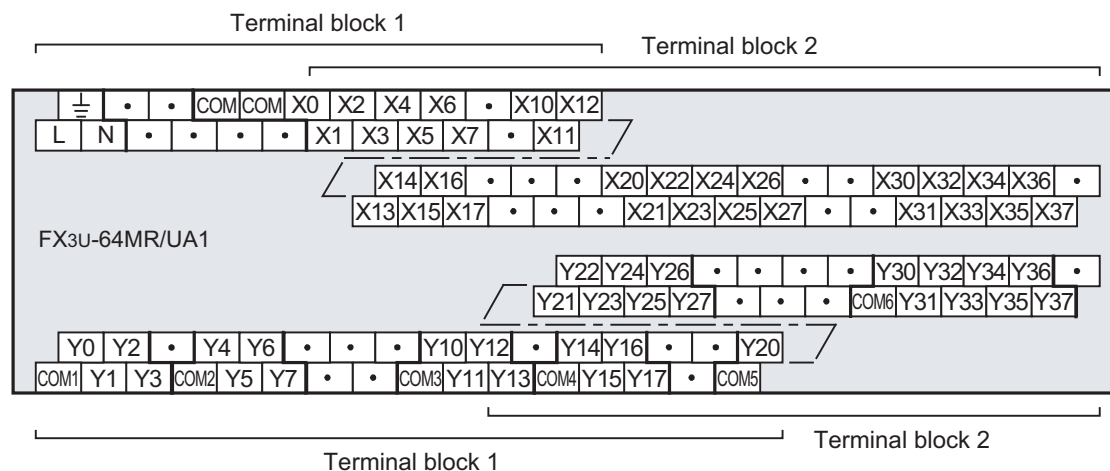 Terminal block 1
Terminal block 2
⏚ • • COM COM X0 X2 X4 X6 • X10 X12
L N • • • • X1 X3 X5 X7 • X11
X14 X16 • • • X20 X22 X24 X26 • • X30 X32 X34 X36 •
X13 X15 X17 • • • X21 X23 X25 X27 • • X31 X33 X35 X37
FX3U-64MR/UA1
Y22 Y24 Y26 • • • • Y30 Y32 Y34 Y36 •
Y21 Y23 Y25 Y27 • • • COM6 Y31 Y33 Y35 Y37
Y0 Y2 • Y4 Y6 • • • Y10 Y12 • Y14 Y16 • • Y20
COM1 Y1 Y3 COM2 Y5 Y7 • • COM3 Y11 Y13 COM4 Y15 Y17 • COM5
Terminal block 2
Terminal block 1